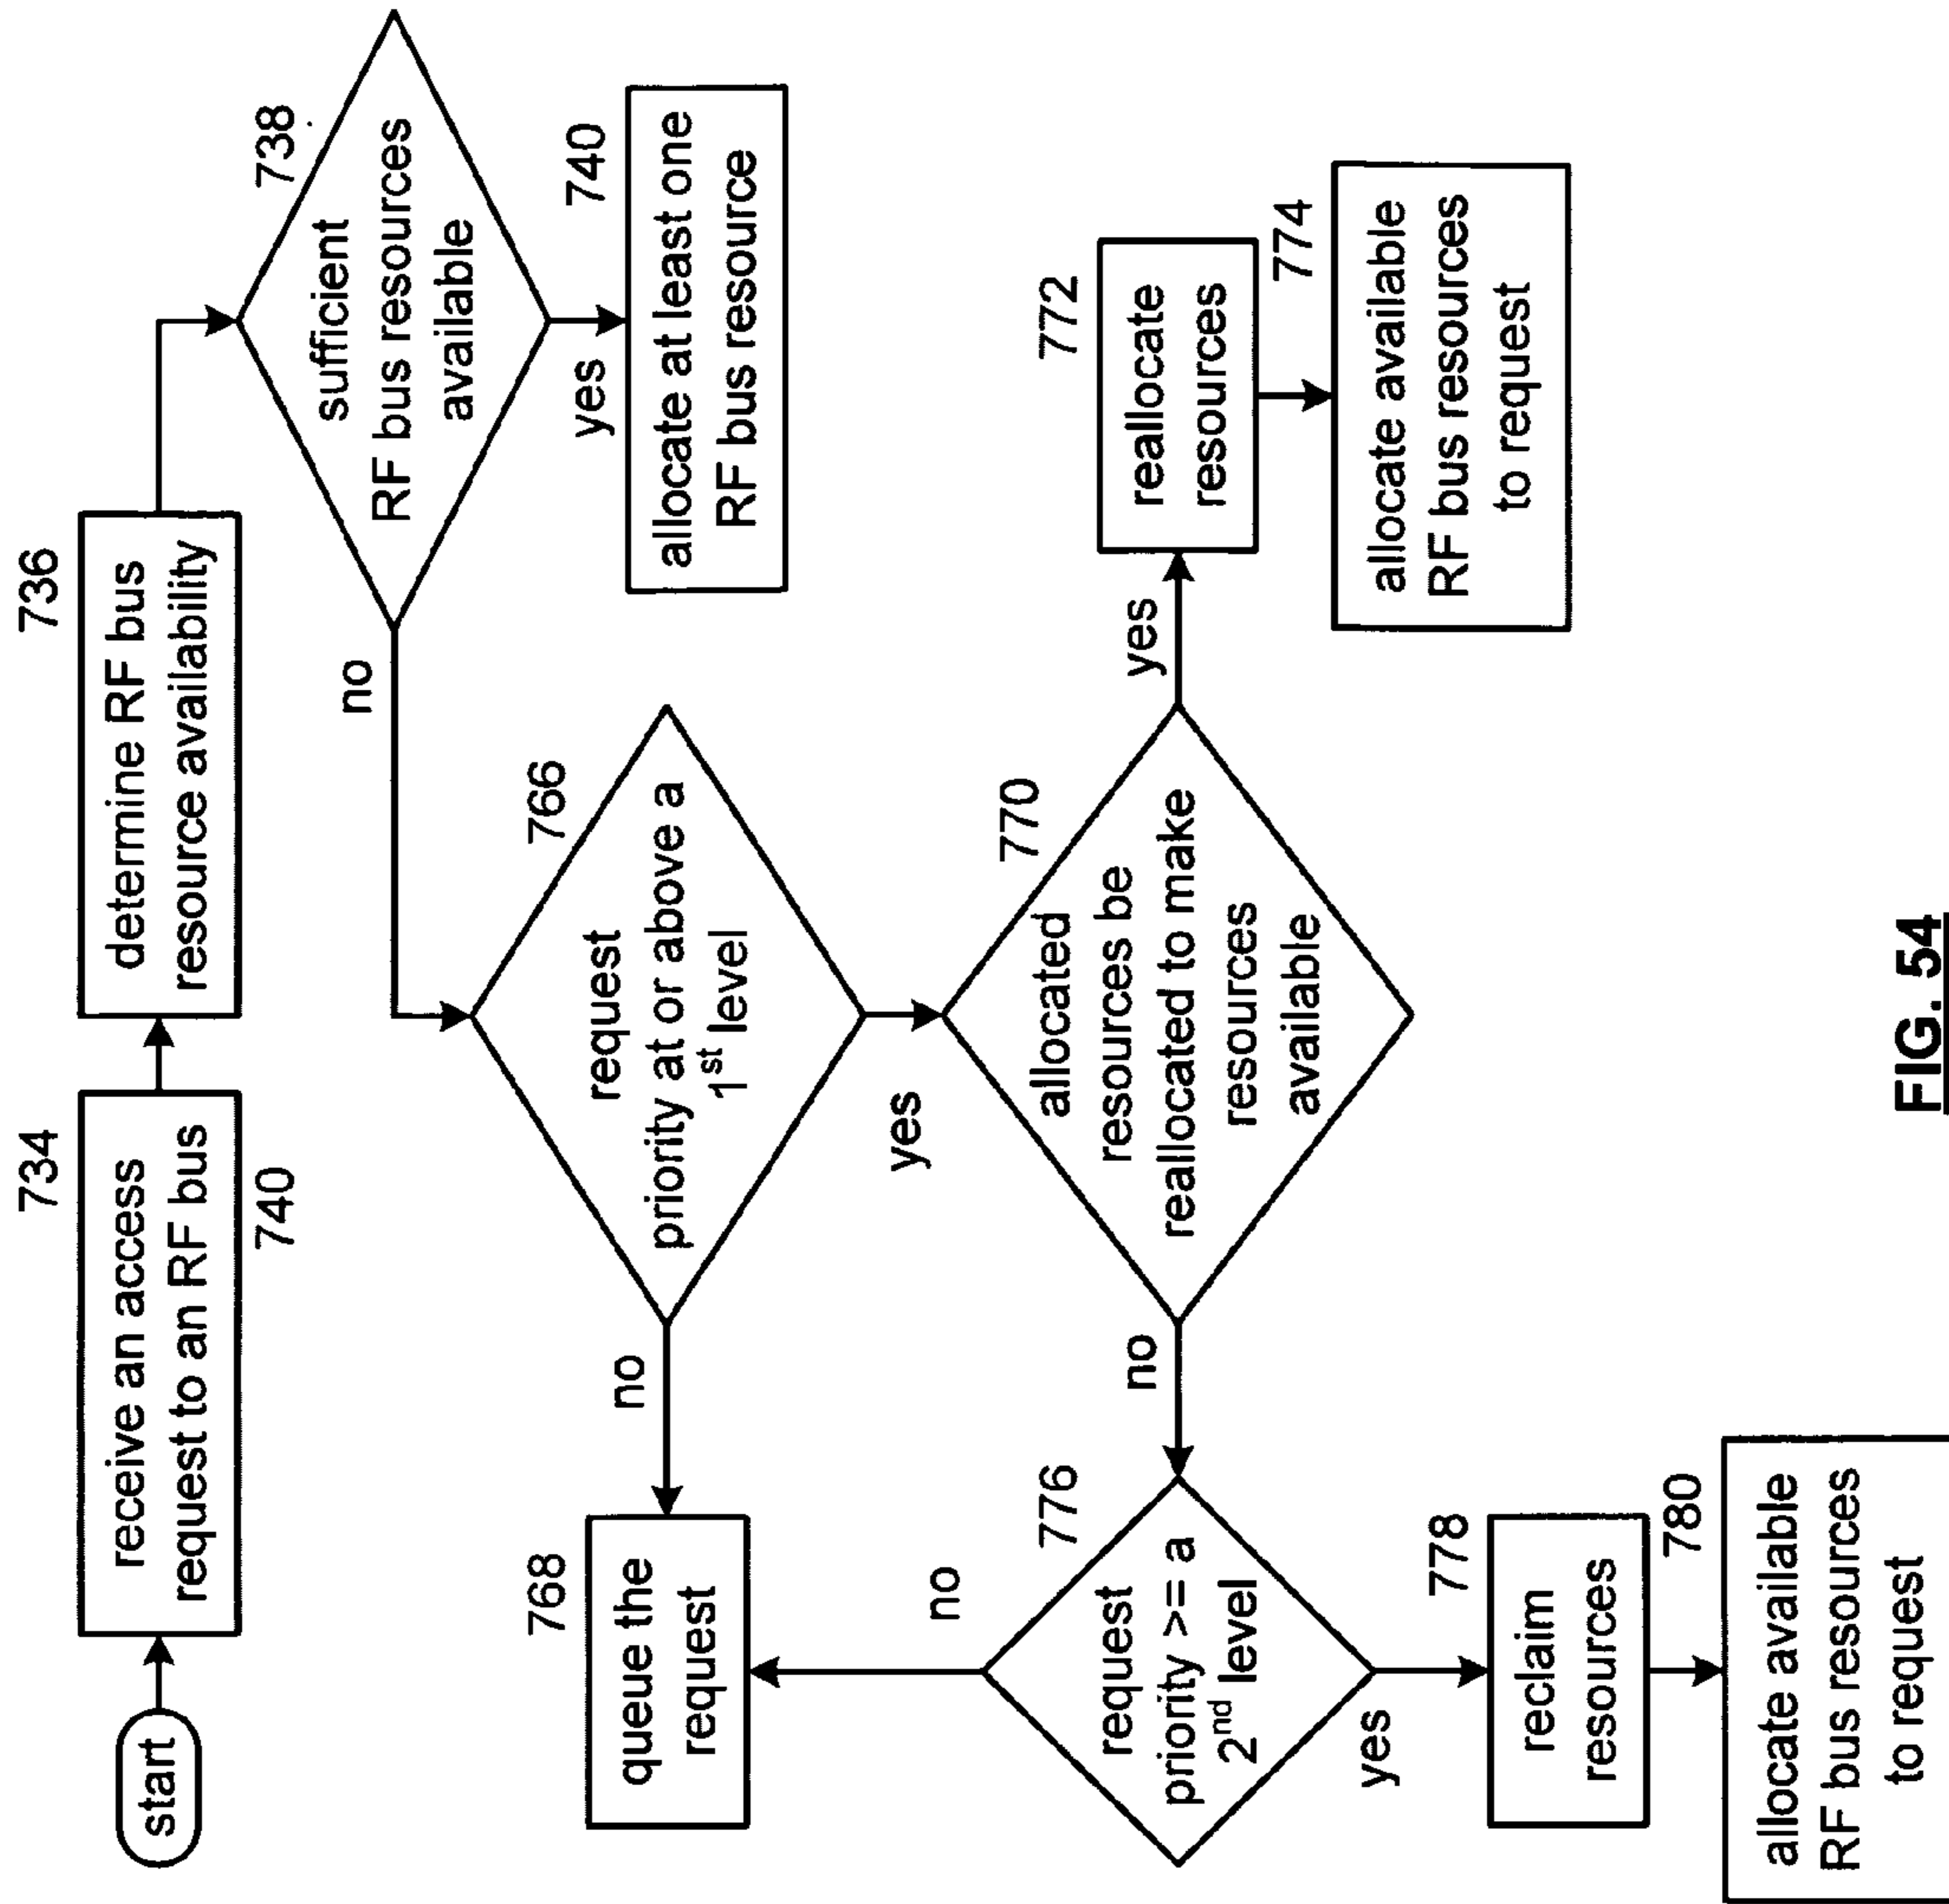 start
734
receive an access
request to an RF bus
740
736
determine RF bus
resource availability
738
sufficient
RF bus resources
available
yes
740
allocate at least one
RF bus resource
no
766
request
priority at or above a
1st level
no
768
queue the
request
yes
770
allocated
resources be
reallocated to make
resources
available
yes
772
reallocate
resources
774
allocate available
RF bus resources
to request
no
776
request
priority >= a
2nd level
no
yes
778
reclaim
resources
780
allocate available
RF bus resources
to request
FIG. 54